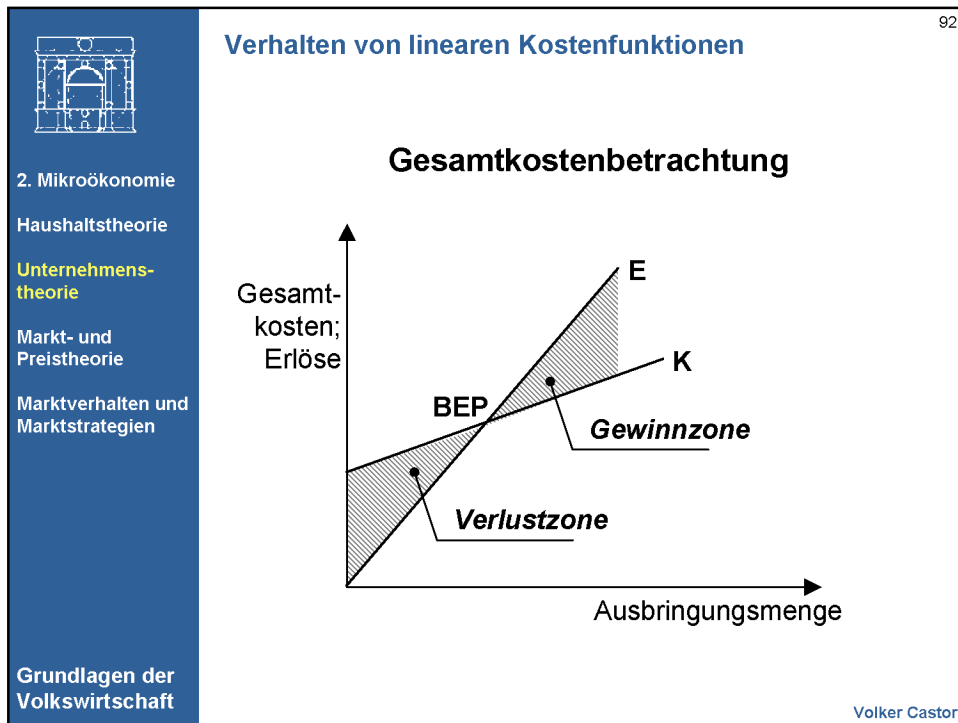 92
Verhalten von linearen Kostenfunktionen
2. Mikroökonomie
Haushaltstheorie
Unternehmens-
theorie
Markt- und
Preistheorie
Marktverhalten und
Marktstrategien
Grundlagen der
Volkswirtschaft
Gesamtkostenbetrachtung
Gesamt-
kosten;
Erlöse
E
K
BEP
Gewinnzone
Verlustzone
Ausbringungsmenge
Volker Castor